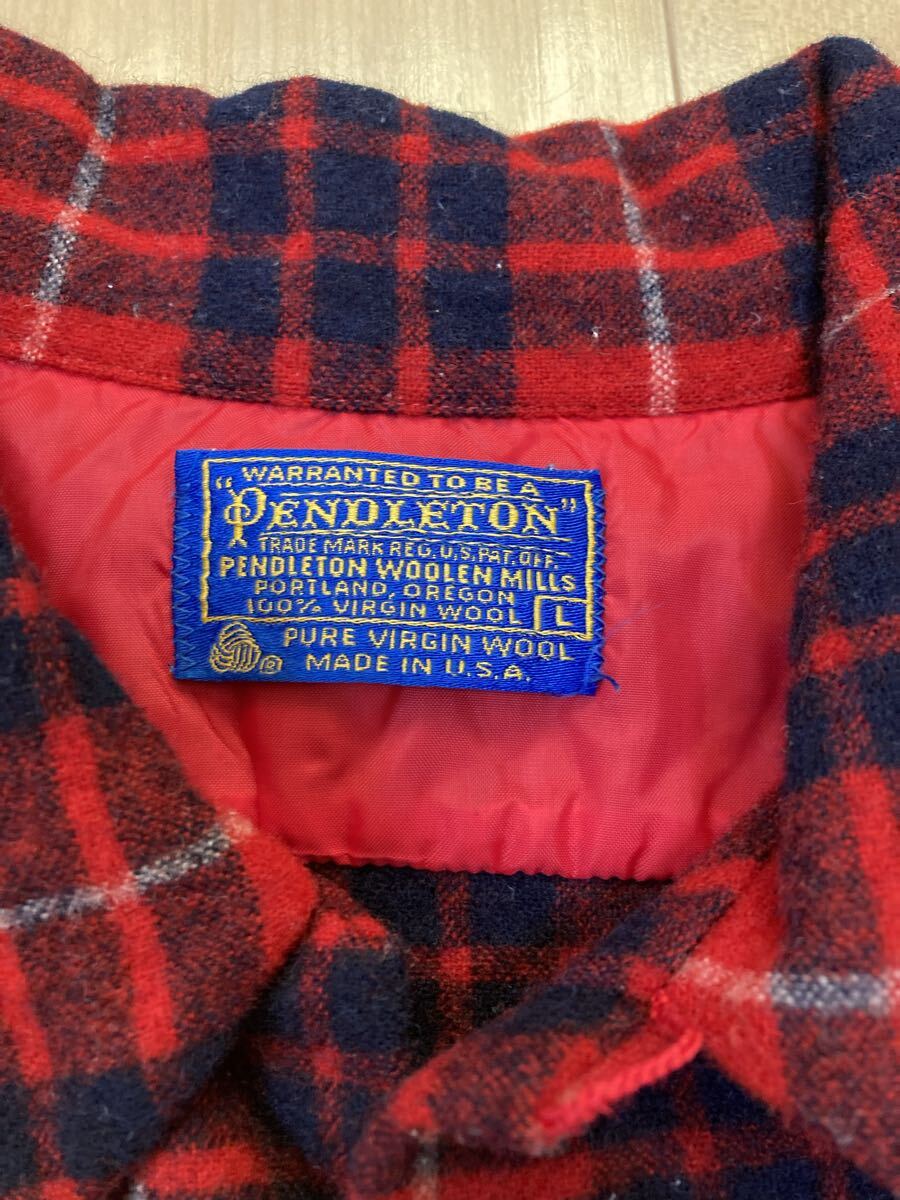 WARRANTED TO BE A
"PENDLETON"
TRADE MARK REG. U.S. PAT. OFF.
PENDLETON WOOLEN MILLS
PORTLAND, OREGON
100% VIRGIN WOOL L
PURE VIRGIN WOOL
® MADE IN U.S.A.